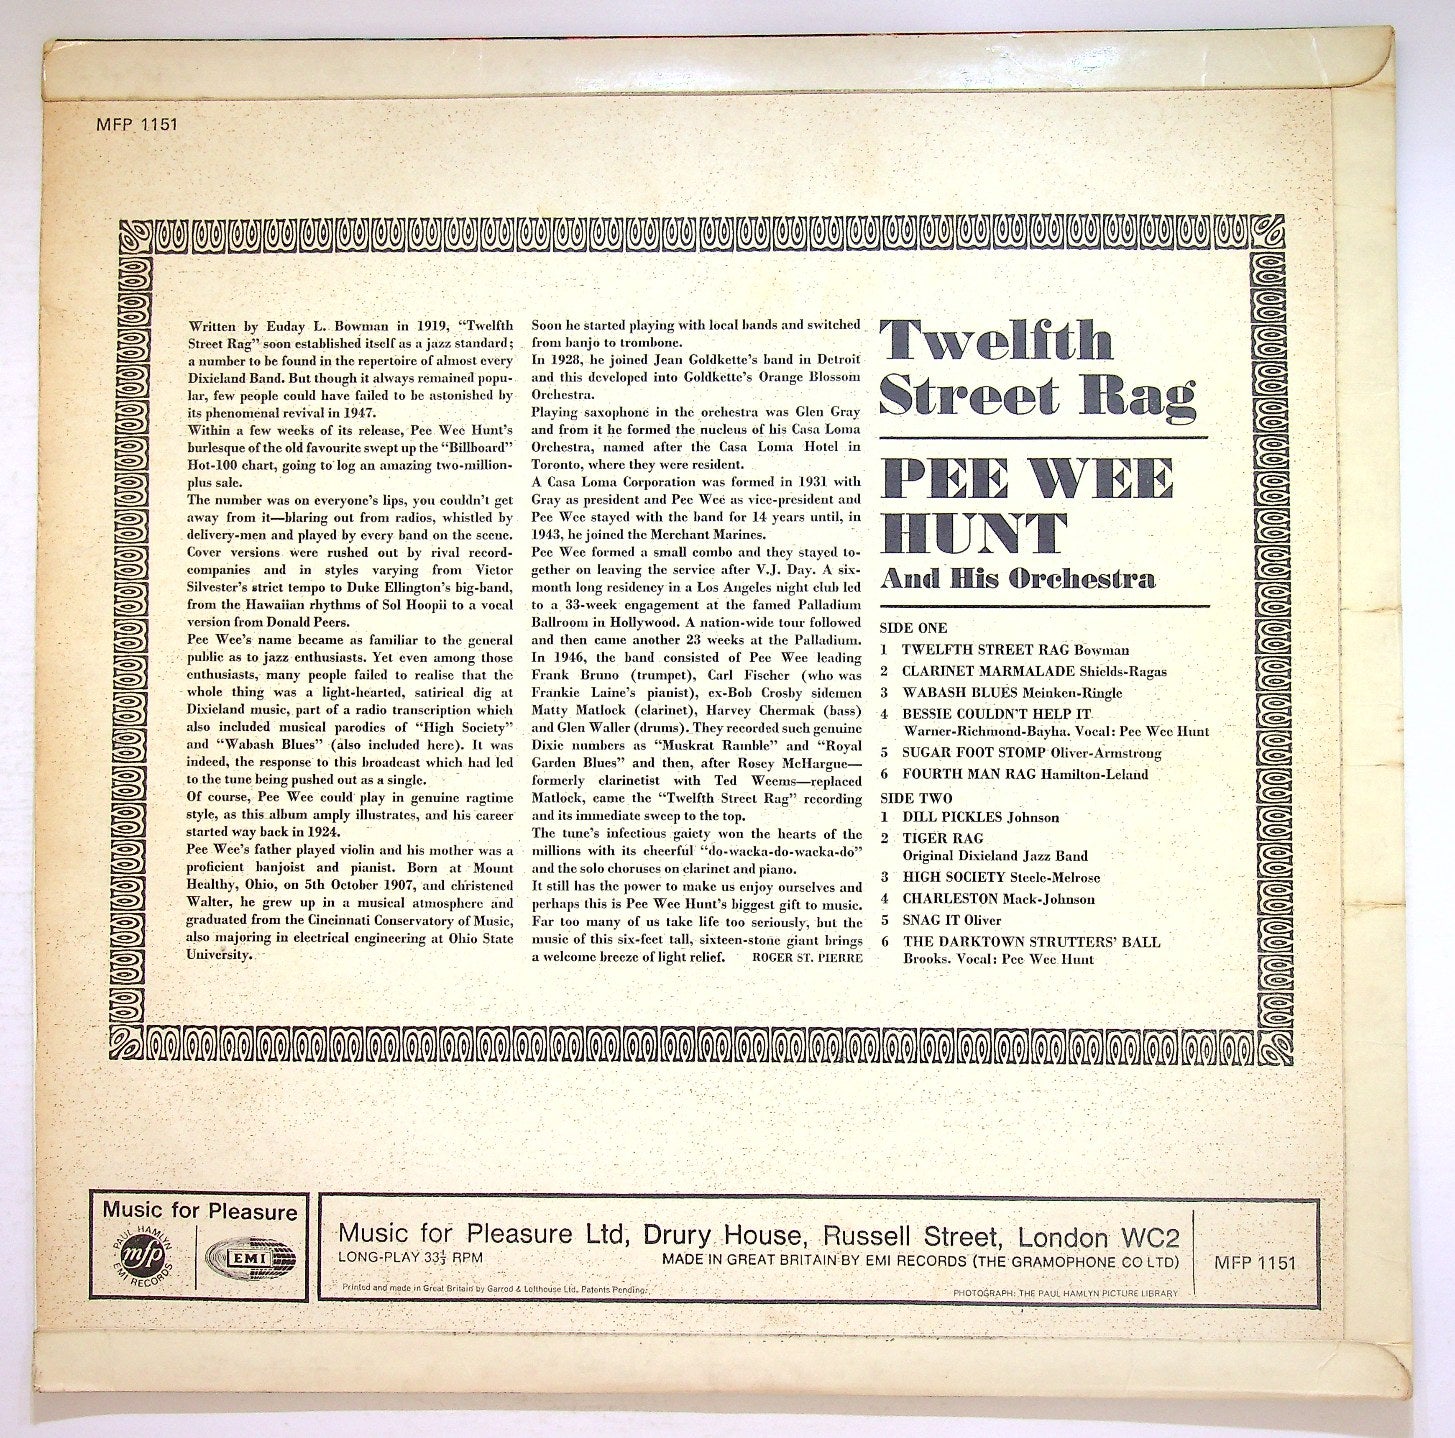 MFP 1151
Written by Euday L. Bowman in 1919, “Twelfth
Street Rag” soon established itself as a jazz standard;
a number to be found in the repertoire of almost every
Dixieland Band. But though it always remained popu-
lar, few people could have failed to be astonished by
its phenomenal revival in 1947.
Within a few weeks of its release, Pee Wee Hunt’s
burlesque of the old favourite swept up the “Billboard”
Hot-100 chart, going to log an amazing two-million-
plus sale.
The number was on everyone’s lips, you couldn’t get
away from it—blaring out from radios, whistled by
delivery-men and played by every band on the scene.
Cover versions were rushed out by rival record-
companies and in styles varying from Victor
Silvester’s strict tempo to Duke Ellington’s big-band,
from the Hawaiian rhythms of Sol Hoopii to a vocal
version from Donald Peers.
Pee Wee’s name became as familiar to the general
public as to jazz enthusiasts. Yet even among those
enthusiasts, many people failed to realise that the
whole thing was a light-hearted, satirical dig at
Dixieland music, part of a radio transcription which
also included musical parodies of “High Society”
and “Wabash Blues” (also included here). It was
indeed, the response to this broadcast which had led
to the tune being pushed out as a single.
Of course, Pee Wee could play in genuine ragtime
style, as this album amply illustrates, and his career
started way back in 1924.
Pee Wee’s father played violin and his mother was a
proficient banjoist and pianist. Born at Mount
Healthy, Ohio, on 5th October 1907, and christened
Walter, he grew up in a musical atmosphere and
graduated from the Cincinnati Conservatory of Music,
also majoring in electrical engineering at Ohio State
University.
Soon he started playing with local bands and switched
from banjo to trombone.
In 1928, he joined Jean Goldkette’s band in Detroit
and this developed into Goldkette’s Orange Blossom
Orchestra.
Playing saxophone in the orchestra was Glen Gray
and from it he formed the nucleus of his Casa Loma
Orchestra, named after the Casa Loma Hotel in
Toronto, where they were resident.
A Casa Loma Corporation was formed in 1931 with
Gray as president and Pee Wee as vice-president and
Pee Wee stayed with the band for 14 years until, in
1943, he joined the Merchant Marines.
Pee Wee formed a small combo and they stayed to-
gether on leaving the service after V.J. Day. A six-
month long residency in a Los Angeles night club led
to a 33-week engagement at the famed Palladium
Ballroom in Hollywood. A nation-wide tour followed
and then came another 23 weeks at the Palladium.
In 1946, the band consisted of Pee Wee leading
Frank Bruno (trumpet), Carl Fischer (who was
Frankie Laine’s pianist), ex-Bob Crosby sidemen
Matty Matlock (clarinet), Harvey Chermak (bass)
and Glen Waller (drums). They recorded such genuine
Dixie numbers as “Muskrat Ramble” and “Royal
Garden Blues” and then, after Rosey McHargue—
formerly clarinetist with Ted Weems—replaced
Matlock, came the “Twelfth Street Rag” recording
and its immediate sweep to the top.
The tune’s infectious gaiety won the hearts of the
millions with its cheerful “do-wacka-do-wacka-do”
and the solo choruses on clarinet and piano.
It still has the power to make us enjoy ourselves and
perhaps this is Pee Wee Hunt’s biggest gift to music.
Far too many of us take life too seriously, but the
music of this six-feet tall, sixteen-stone giant brings
a welcome breeze of light relief. ROGER ST. PIERRE
Twelfth
Street Rag
PEE WEE
HUNT
And His Orchestra
SIDE ONE
1 TWELFTH STREET RAG Bowman
2 CLARINET MARMALADE Shields-Ragas
3 WABASH BLUES Meinken-Ringle
4 BESSIE COULDN’T HELP IT
Warner-Richmond-Bayha. Vocal: Pee Wee Hunt
5 SUGAR FOOT STOMP Oliver-Armstrong
6 FOURTH MAN RAG Hamilton-Leland
SIDE TWO
1 DILL PICKLES Johnson
2 TIGER RAG
Original Dixieland Jazz Band
3 HIGH SOCIETY Steele-Melrose
4 CHARLESTON Mack-Johnson
5 SNAG IT Oliver
6 THE DARKTOWN STRUTTERS’ BALL
Brooks. Vocal: Pee Wee Hunt
Music for Pleasure
PAUL HAMLYN
mfp
EMI RECORDS
EMI
Music for Pleasure Ltd, Drury House, Russell Street, London WC2
LONG-PLAY 33⅓ RPM
MADE IN GREAT BRITAIN BY EMI RECORDS (THE GRAMOPHONE CO LTD)
Printed and made in Great Britain by Garrod & Lofthouse Ltd. Patents Pending.
PHOTOGRAPH: THE PAUL HAMLYN PICTURE LIBRARY
MFP 1151